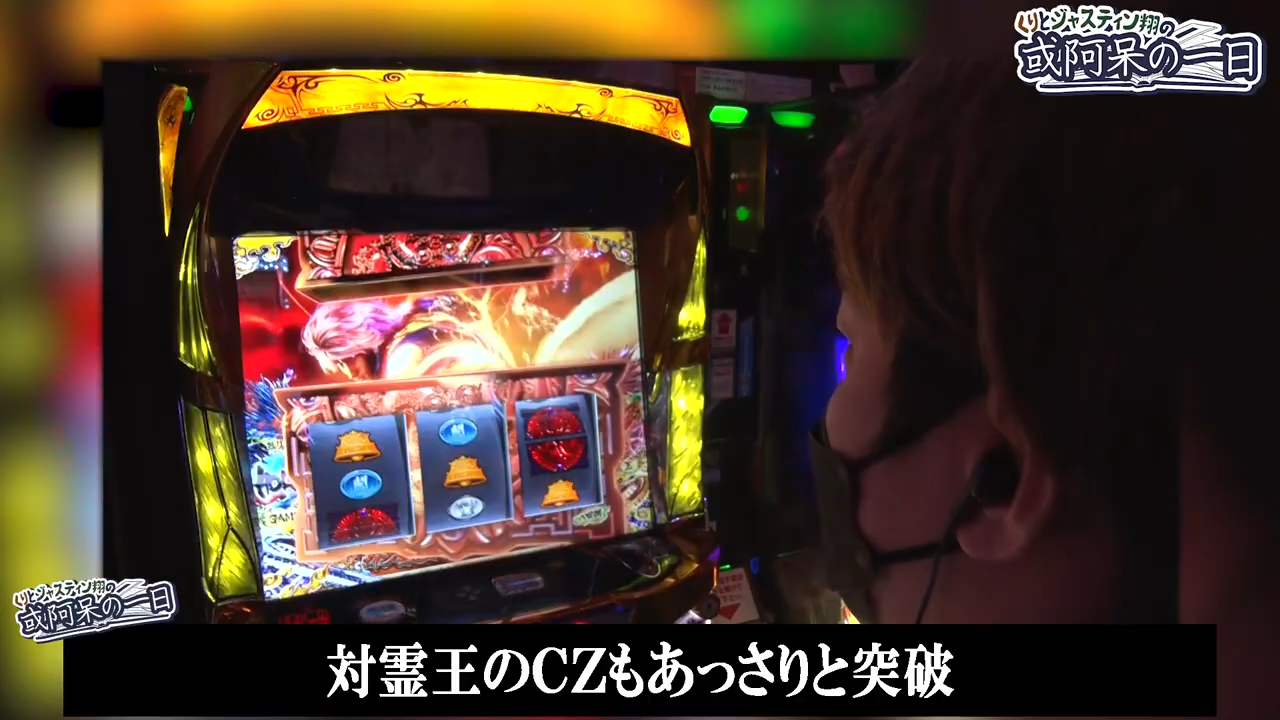 くりとジャスティン翔の
或阿呆の一日
くりとジャスティン翔の
或阿呆の一日
対霊王のCZもあっさりと突破